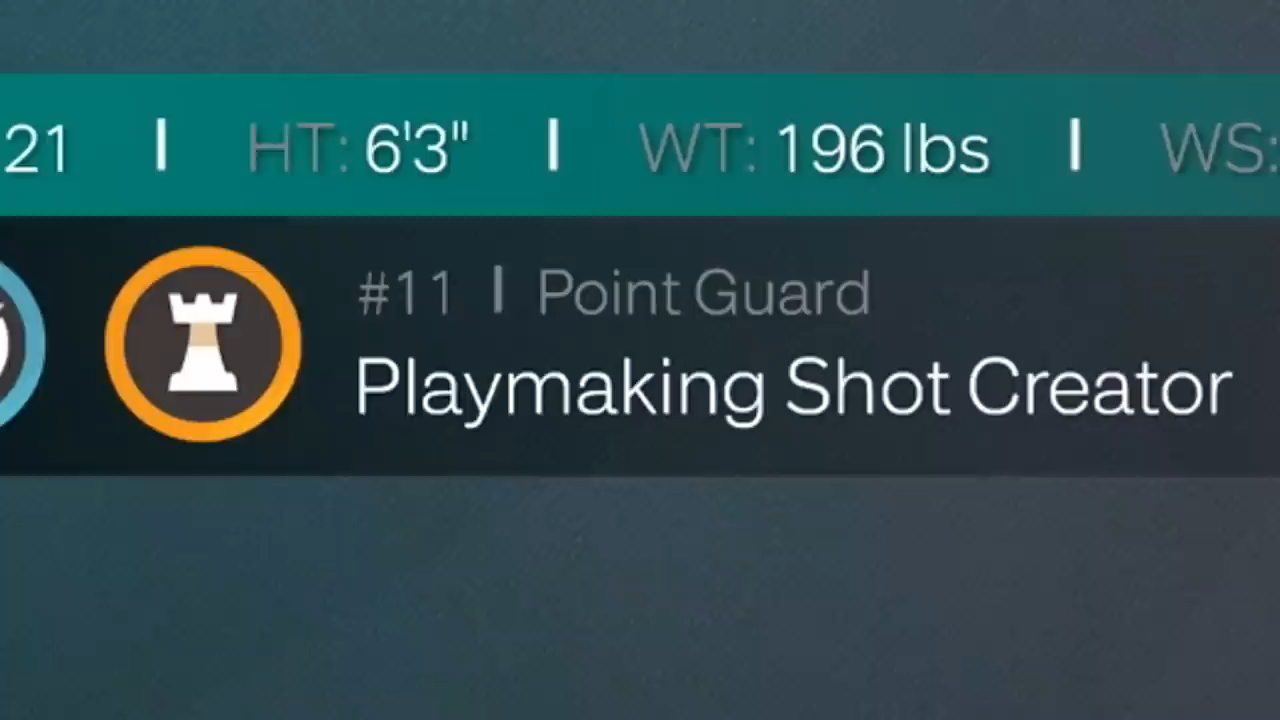 21 | HT: 6'3" | WT: 196 lbs | WS:
#11 | Point Guard
Playmaking Shot Creator